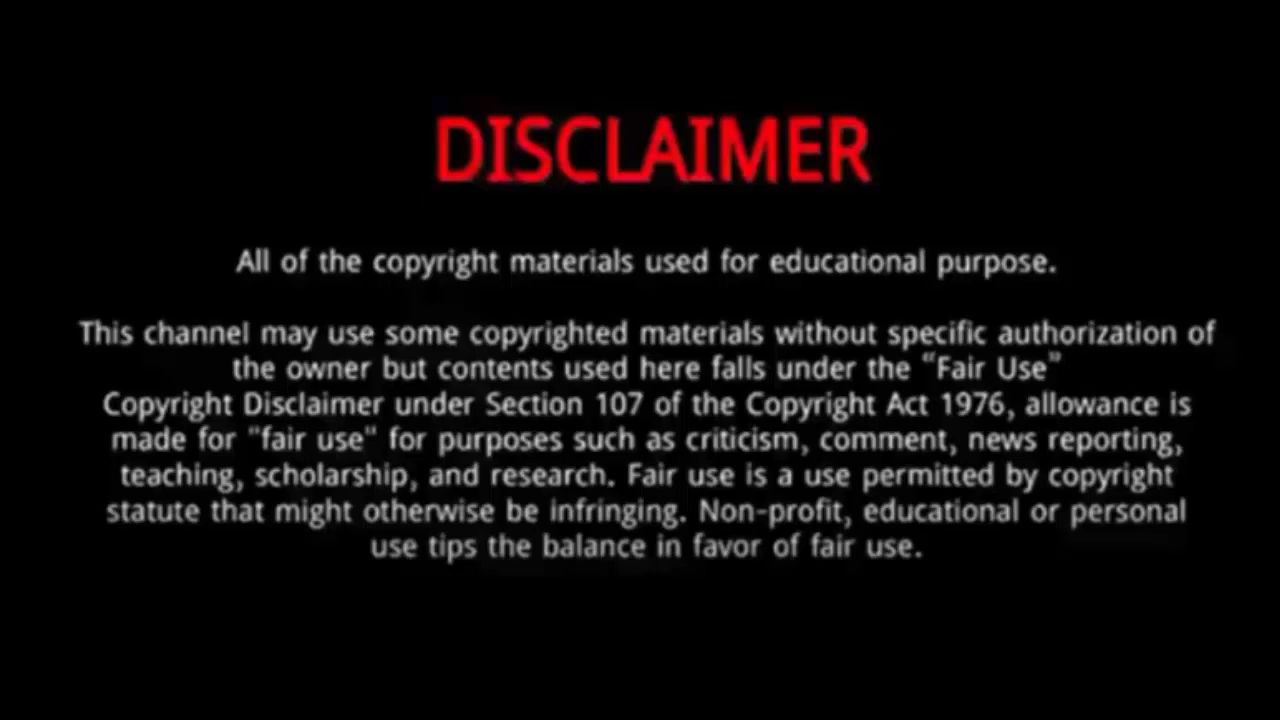 DISCLAIMER
All of the copyright materials used for educational purpose.
This channel may use some copyrighted materials without specific authorization of
the owner but contents used here falls under the “Fair Use”
Copyright Disclaimer under Section 107 of the Copyright Act 1976, allowance is
made for "fair use" for purposes such as criticism, comment, news reporting,
teaching, scholarship, and research. Fair use is a use permitted by copyright
statute that might otherwise be infringing. Non-profit, educational or personal
use tips the balance in favor of fair use.